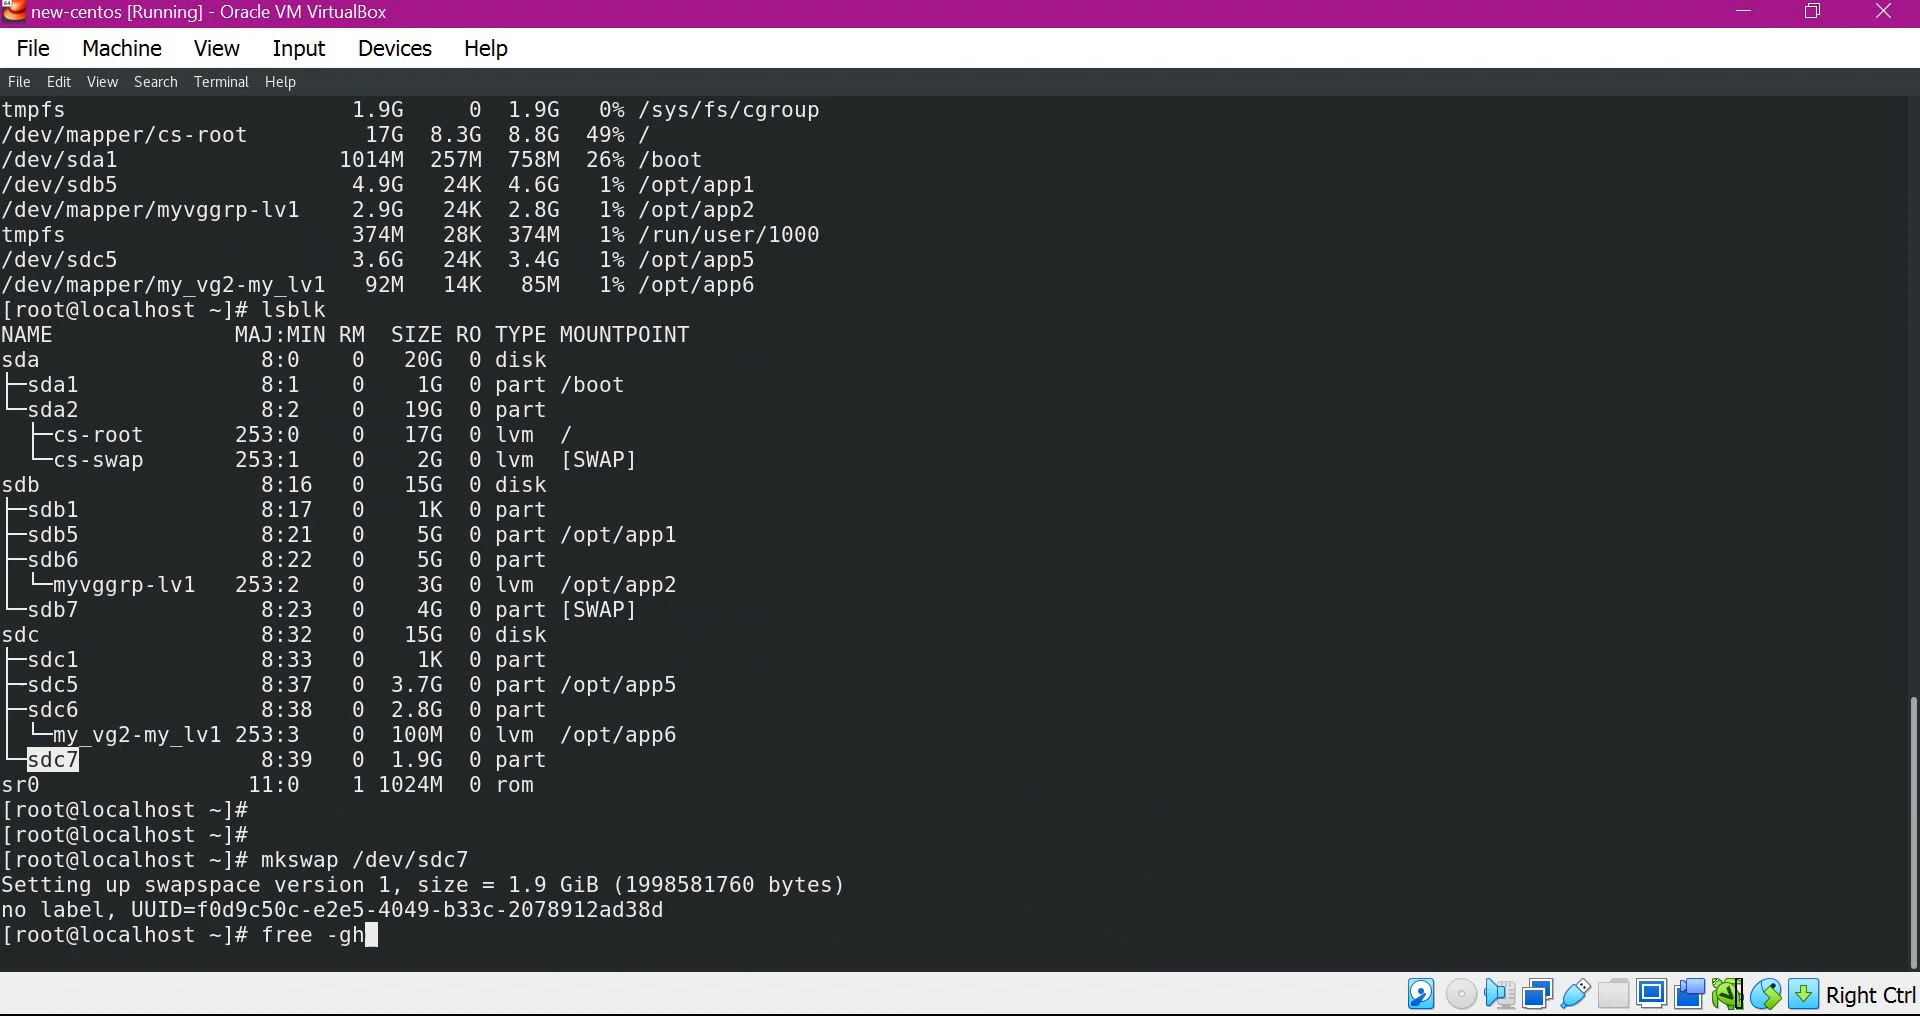 new-centos [Running] - Oracle VM VirtualBox
File Machine View Input Devices Help
File Edit View Search Terminal Help
tmpfs 1.9G 0 1.9G 0% /sys/fs/cgroup
/dev/mapper/cs-root 17G 8.3G 8.8G 49% /
/dev/sda1 1014M 257M 758M 26% /boot
/dev/sdb5 4.9G 24K 4.6G 1% /opt/app1
/dev/mapper/myvggrp-lv1 2.9G 24K 2.8G 1% /opt/app2
tmpfs 374M 28K 374M 1% /run/user/1000
/dev/sdc5 3.6G 24K 3.4G 1% /opt/app5
/dev/mapper/my_vg2-my_lv1 92M 14K 85M 1% /opt/app6
[root@localhost ~]# lsblk
NAME MAJ:MIN RM SIZE RO TYPE MOUNTPOINT
sda 8:0 0 20G 0 disk
├─sda1 8:1 0 1G 0 part /boot
└─sda2 8:2 0 19G 0 part
  ├─cs-root 253:0 0 17G 0 lvm /
  └─cs-swap 253:1 0 2G 0 lvm [SWAP]
sdb 8:16 0 15G 0 disk
├─sdb1 8:17 0 1K 0 part
├─sdb5 8:21 0 5G 0 part /opt/app1
├─sdb6 8:22 0 5G 0 part
│ └─myvggrp-lv1 253:2 0 3G 0 lvm /opt/app2
└─sdb7 8:23 0 4G 0 part [SWAP]
sdc 8:32 0 15G 0 disk
├─sdc1 8:33 0 1K 0 part
├─sdc5 8:37 0 3.7G 0 part /opt/app5
├─sdc6 8:38 0 2.8G 0 part
│ └─my_vg2-my_lv1 253:3 0 100M 0 lvm /opt/app6
└─sdc7 8:39 0 1.9G 0 part
sr0 11:0 1 1024M 0 rom
[root@localhost ~]#
[root@localhost ~]#
[root@localhost ~]# mkswap /dev/sdc7
Setting up swapspace version 1, size = 1.9 GiB (1998581760 bytes)
no label, UUID=f0d9c50c-e2e5-4049-b33c-2078912ad38d
[root@localhost ~]# free -gh
Right Ctrl